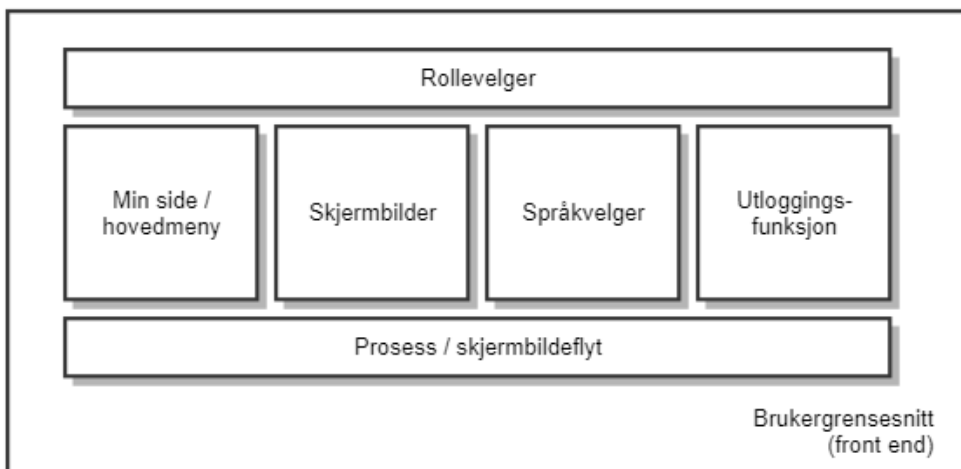 Rollevelger
Min side /
hovedmeny
Skjermbilder
Språkvelger
Utloggings-
funksjon
Prosess / skjermbildeflyt
Brukergrensesnitt
(front end)